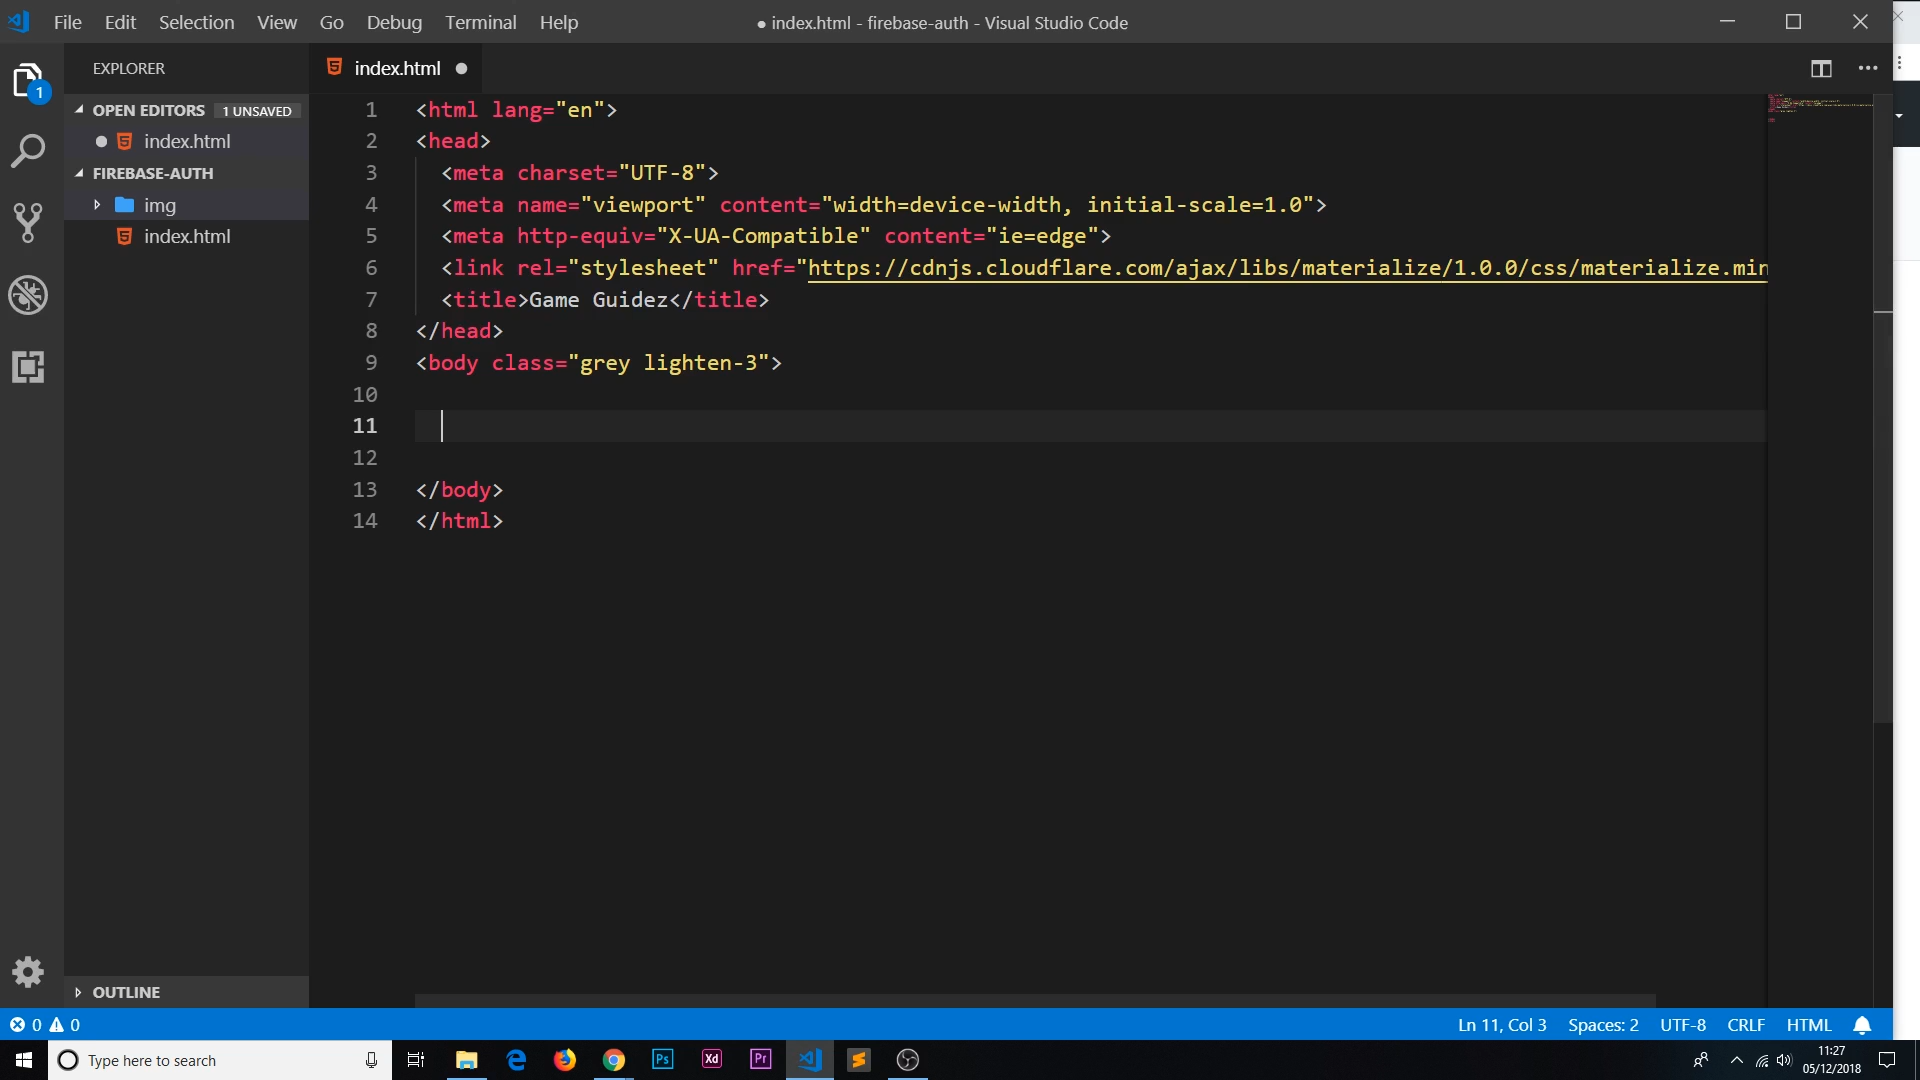 File Edit Selection View Go Debug Terminal Help
● index.html - firebase-auth - Visual Studio Code
EXPLORER
index.html
1
OPEN EDITORS 1 UNSAVED
index.html
FIREBASE-AUTH
img
index.html
1 <html lang="en">
2 <head>
3 <meta charset="UTF-8">
4 <meta name="viewport" content="width=device-width, initial-scale=1.0">
5 <meta http-equiv="X-UA-Compatible" content="ie=edge">
6 <link rel="stylesheet" href="https://cdnjs.cloudflare.com/ajax/libs/materialize/1.0.0/css/materialize.min
7 <title>Game Guidez</title>
8 </head>
9 <body class="grey lighten-3">
10
11
12
13 </body>
14 </html>
OUTLINE
0 0
Ln 11, Col 3 Spaces: 2 UTF-8 CRLF HTML
Type here to search
Ps Xd Pr
11:27
05/12/2018